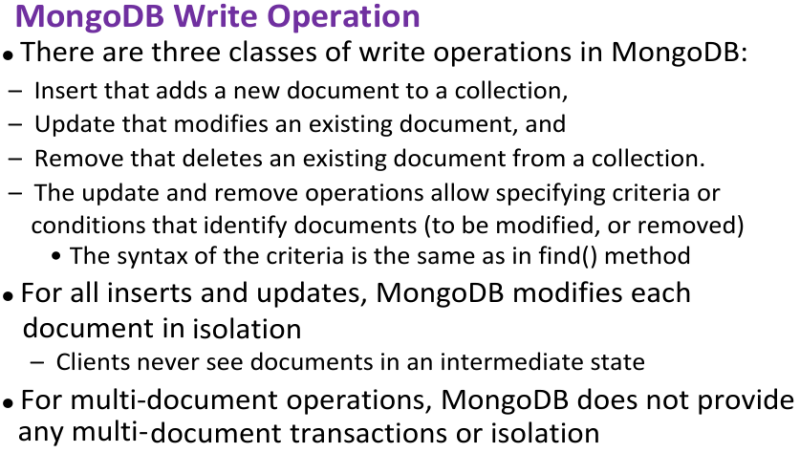 MongoDB Write Operation
● There are three classes of write operations in MongoDB:
– Insert that adds a new document to a collection,
– Update that modifies an existing document, and
– Remove that deletes an existing document from a collection.
– The update and remove operations allow specifying criteria or
conditions that identify documents (to be modified, or removed)
• The syntax of the criteria is the same as in find() method
● For all inserts and updates, MongoDB modifies each
document in isolation
– Clients never see documents in an intermediate state
● For multi-document operations, MongoDB does not provide
any multi-document transactions or isolation